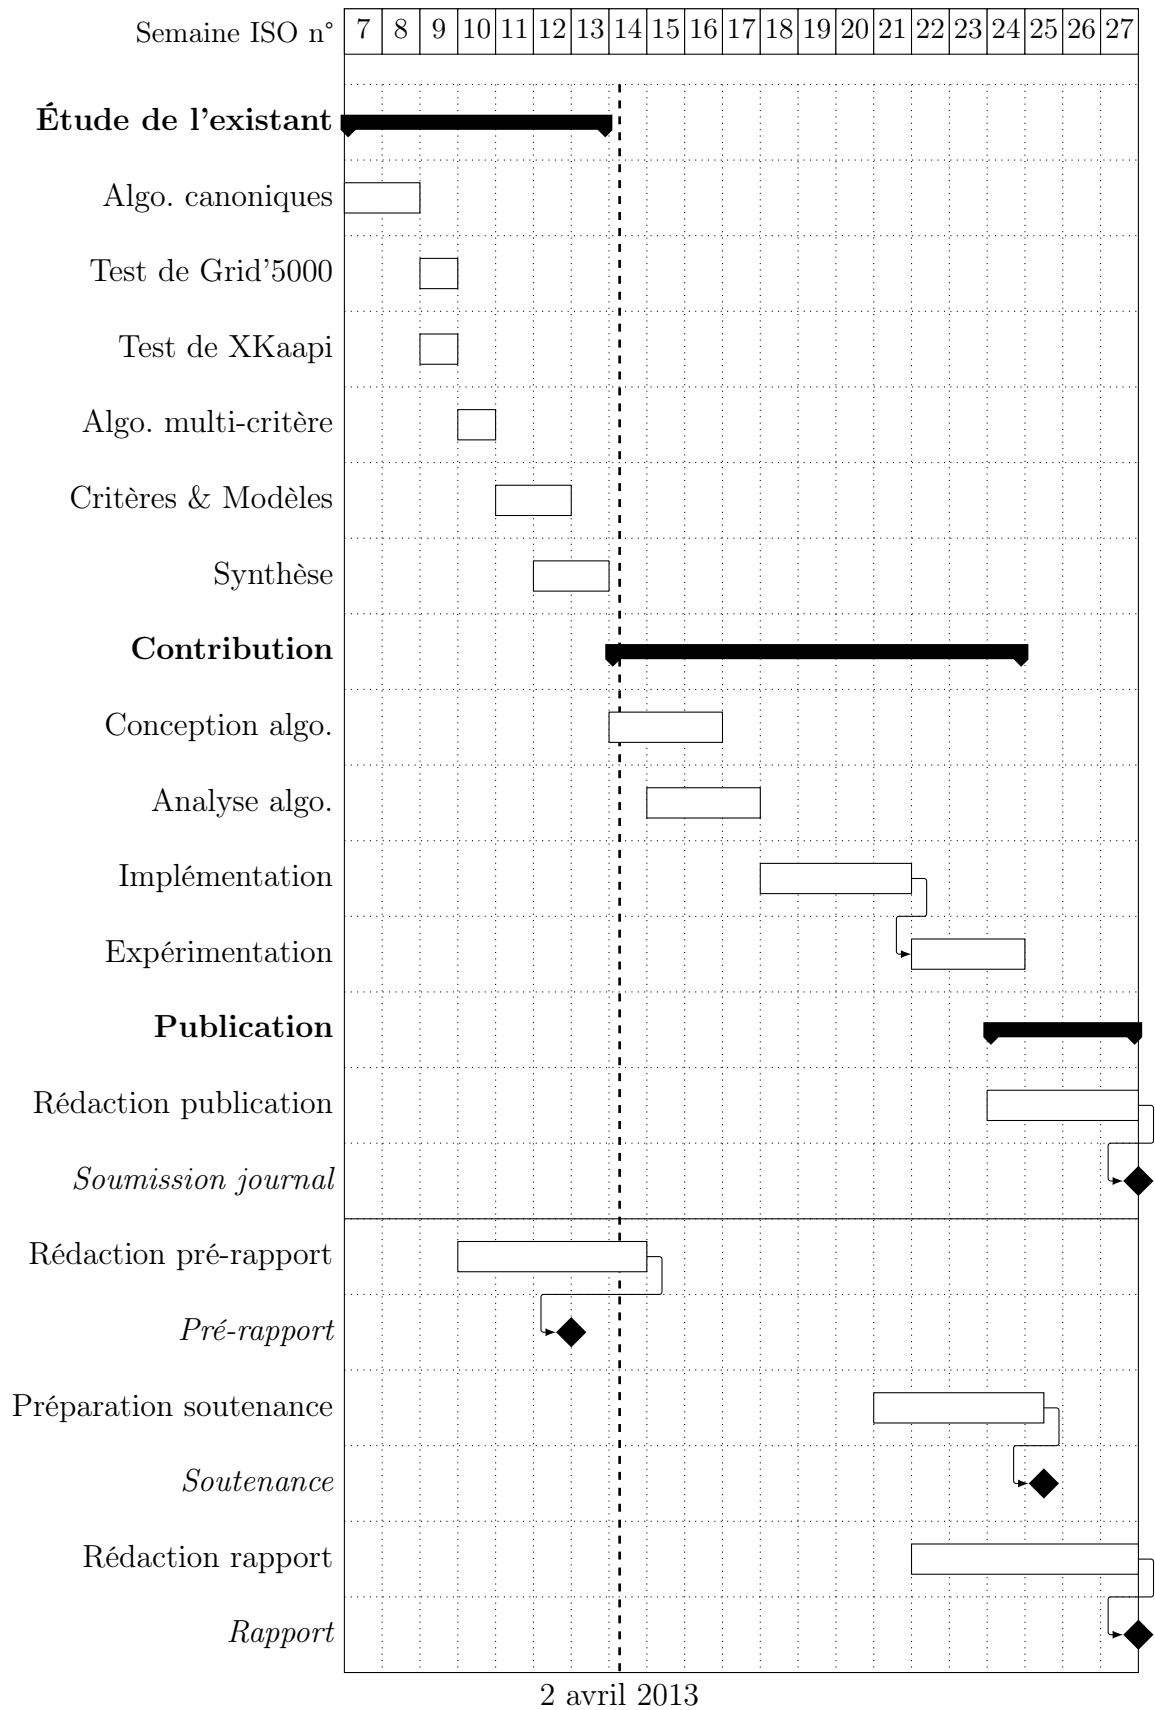 Semaine ISO n° 7 8 9 10 11 12 13 14 15 16 17 18 19 20 21 22 23 24 25 26 27
Étude de l'existant
Algo. canoniques
Test de Grid'5000
Test de XKaapi
Algo. multi-critère
Critères & Modèles
Synthèse
Contribution
Conception algo.
Analyse algo.
Implémentation
Expérimentation
Publication
Rédaction publication
Soumission journal
Rédaction pré-rapport
Pré-rapport
Préparation soutenance
Soutenance
Rédaction rapport
Rapport
2 avril 2013